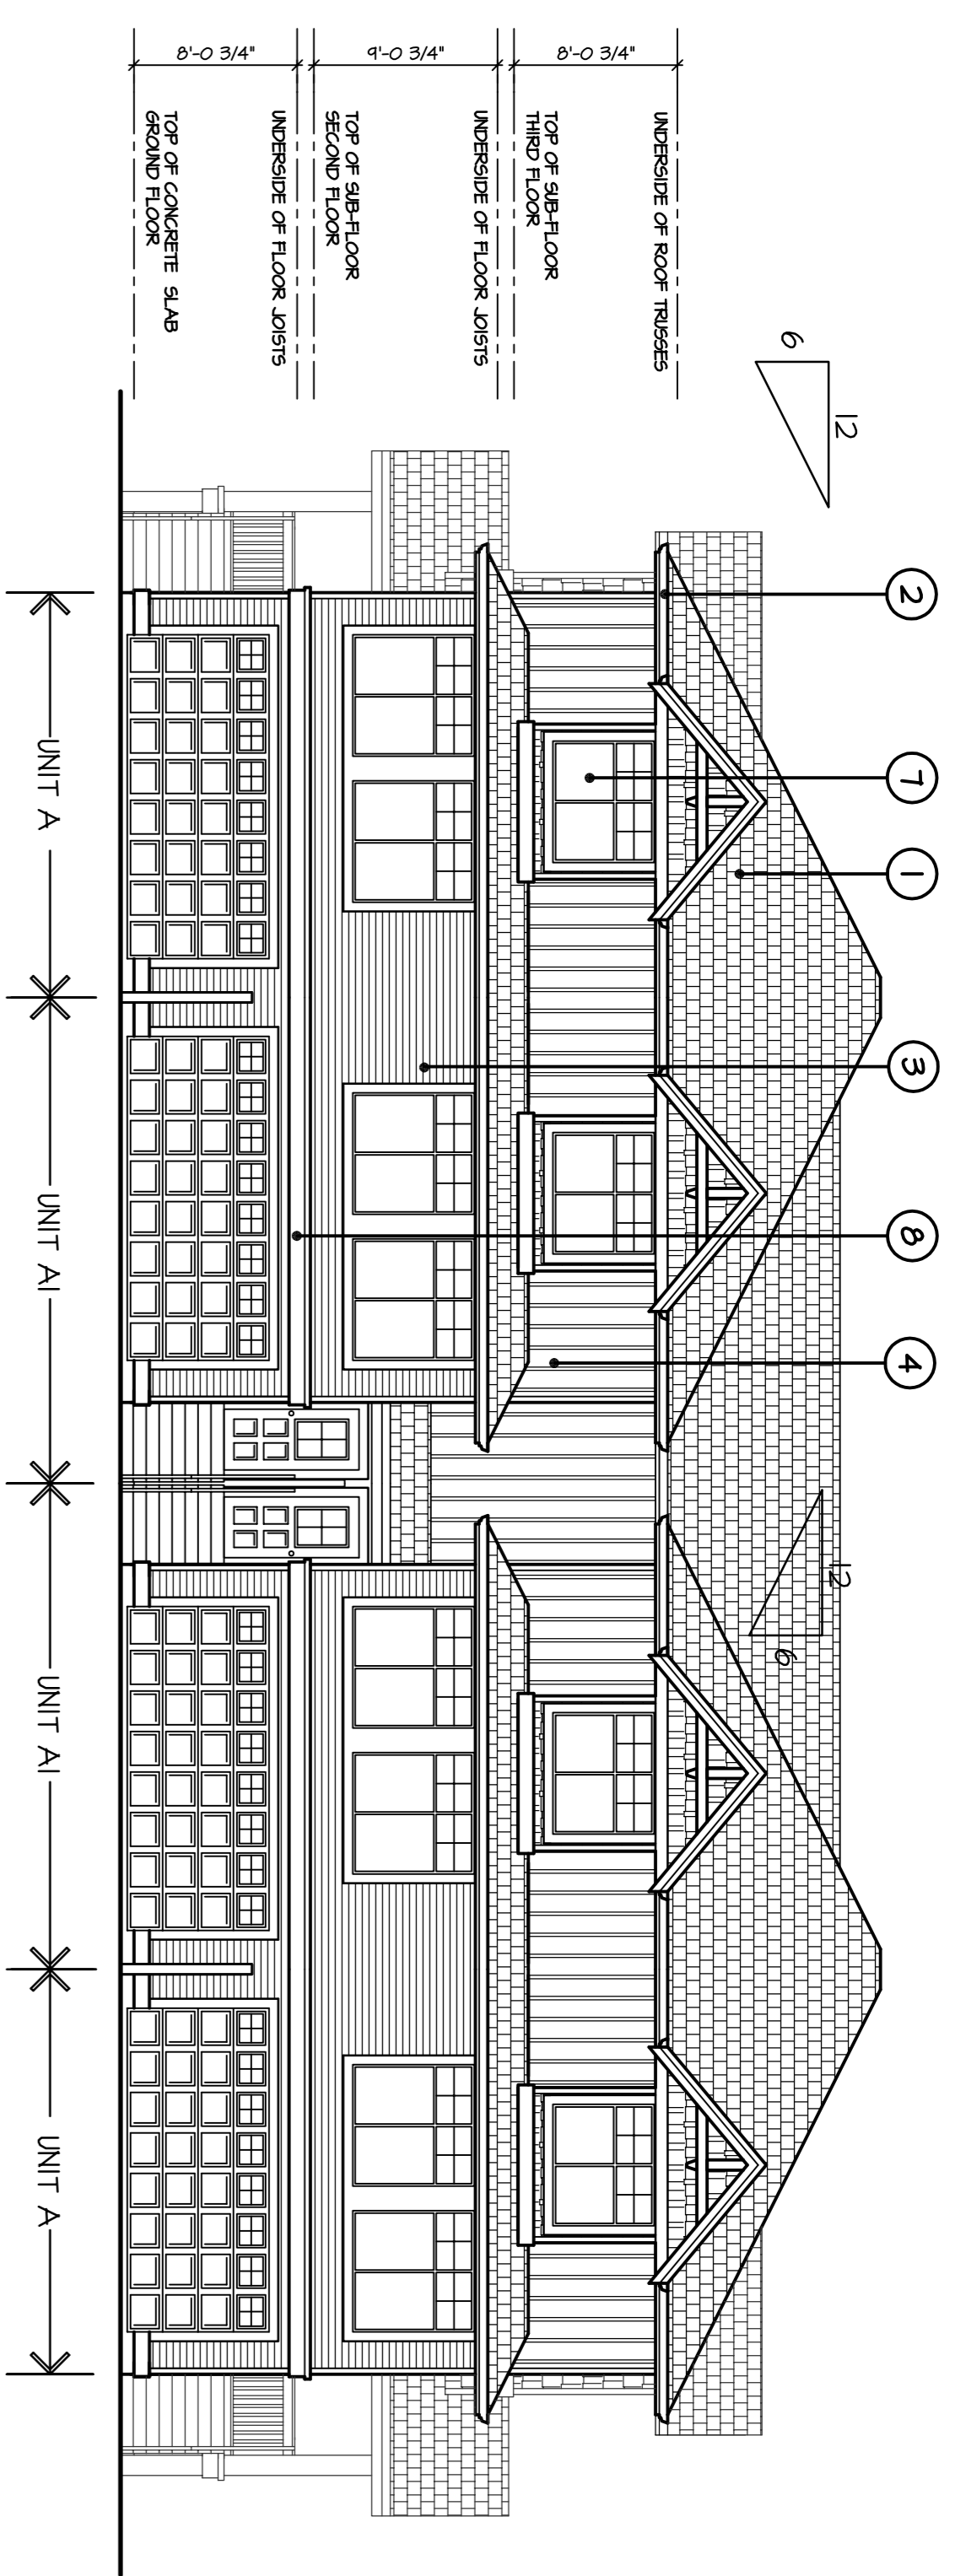 2
7
1
3
8
4
12
6
12
6
UNDERSIDE OF ROOF TRUSSES
8'-0 3/4"
TOP OF SUB-FLOOR
THIRD FLOOR
UNDERSIDE OF FLOOR JOISTS
9'-0 3/4"
TOP OF SUB-FLOOR
SECOND FLOOR
UNDERSIDE OF FLOOR JOISTS
8'-0 3/4"
TOP OF CONCRETE SLAB
GROUND FLOOR
UNIT A
UNIT A1
UNIT A1
UNIT A